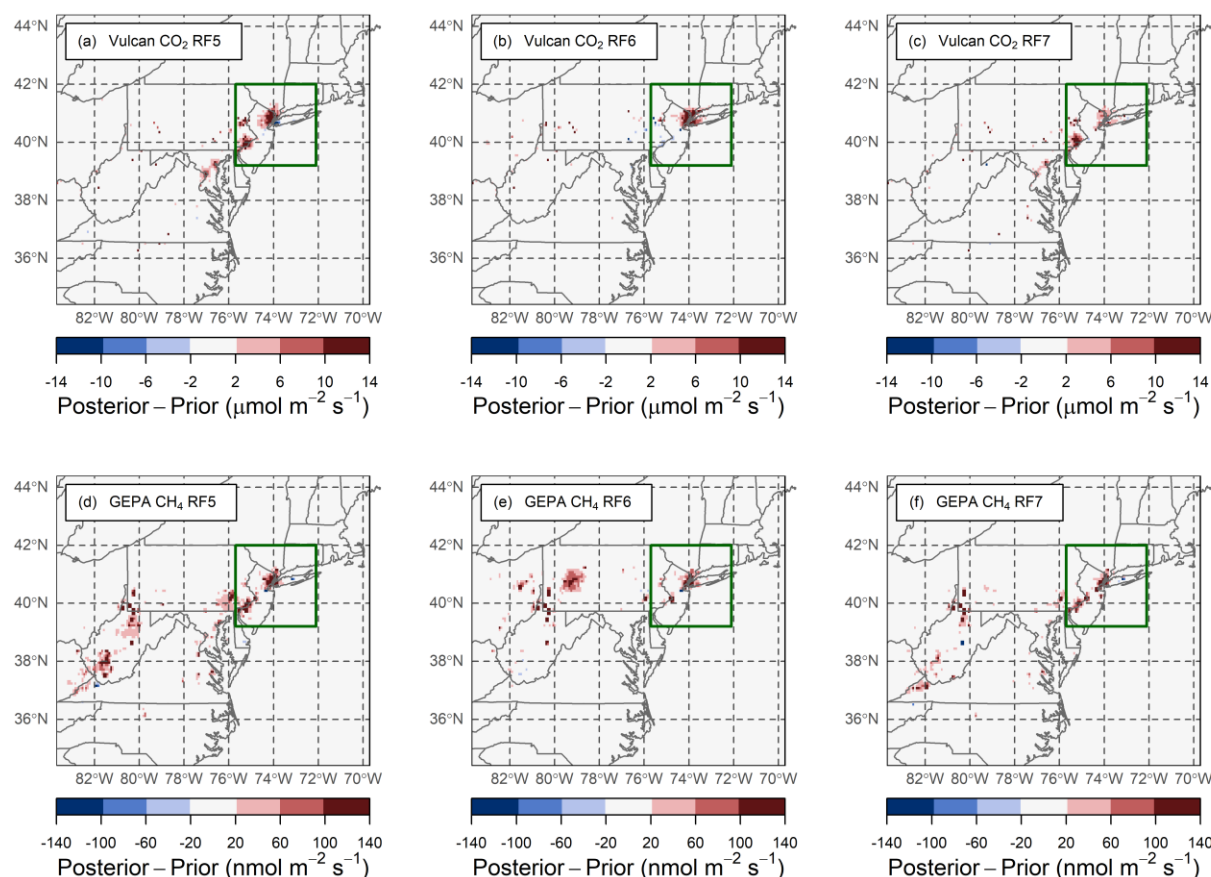 (a) Vulcan CO₂ RF5
(b) Vulcan CO₂ RF6
(c) Vulcan CO₂ RF7
44°N
42°N
40°N
38°N
36°N
44°N
42°N
40°N
38°N
36°N
44°N
42°N
40°N
38°N
36°N
82°W 80°W 78°W 76°W 74°W 72°W 70°W
82°W 80°W 78°W 76°W 74°W 72°W 70°W
82°W 80°W 78°W 76°W 74°W 72°W 70°W
-14 -10 -6 -2 2 6 10 14
-14 -10 -6 -2 2 6 10 14
-14 -10 -6 -2 2 6 10 14
Posterior – Prior (μmol m⁻² s⁻¹)
Posterior – Prior (μmol m⁻² s⁻¹)
Posterior – Prior (μmol m⁻² s⁻¹)
(d) GEPA CH₄ RF5
(e) GEPA CH₄ RF6
(f) GEPA CH₄ RF7
44°N
42°N
40°N
38°N
36°N
44°N
42°N
40°N
38°N
36°N
44°N
42°N
40°N
38°N
36°N
82°W 80°W 78°W 76°W 74°W 72°W 70°W
82°W 80°W 78°W 76°W 74°W 72°W 70°W
82°W 80°W 78°W 76°W 74°W 72°W 70°W
-140 -100 -60 -20 20 60 100 140
-140 -100 -60 -20 20 60 100 140
-140 -100 -60 -20 20 60 100 140
Posterior – Prior (nmol m⁻² s⁻¹)
Posterior – Prior (nmol m⁻² s⁻¹)
Posterior – Prior (nmol m⁻² s⁻¹)